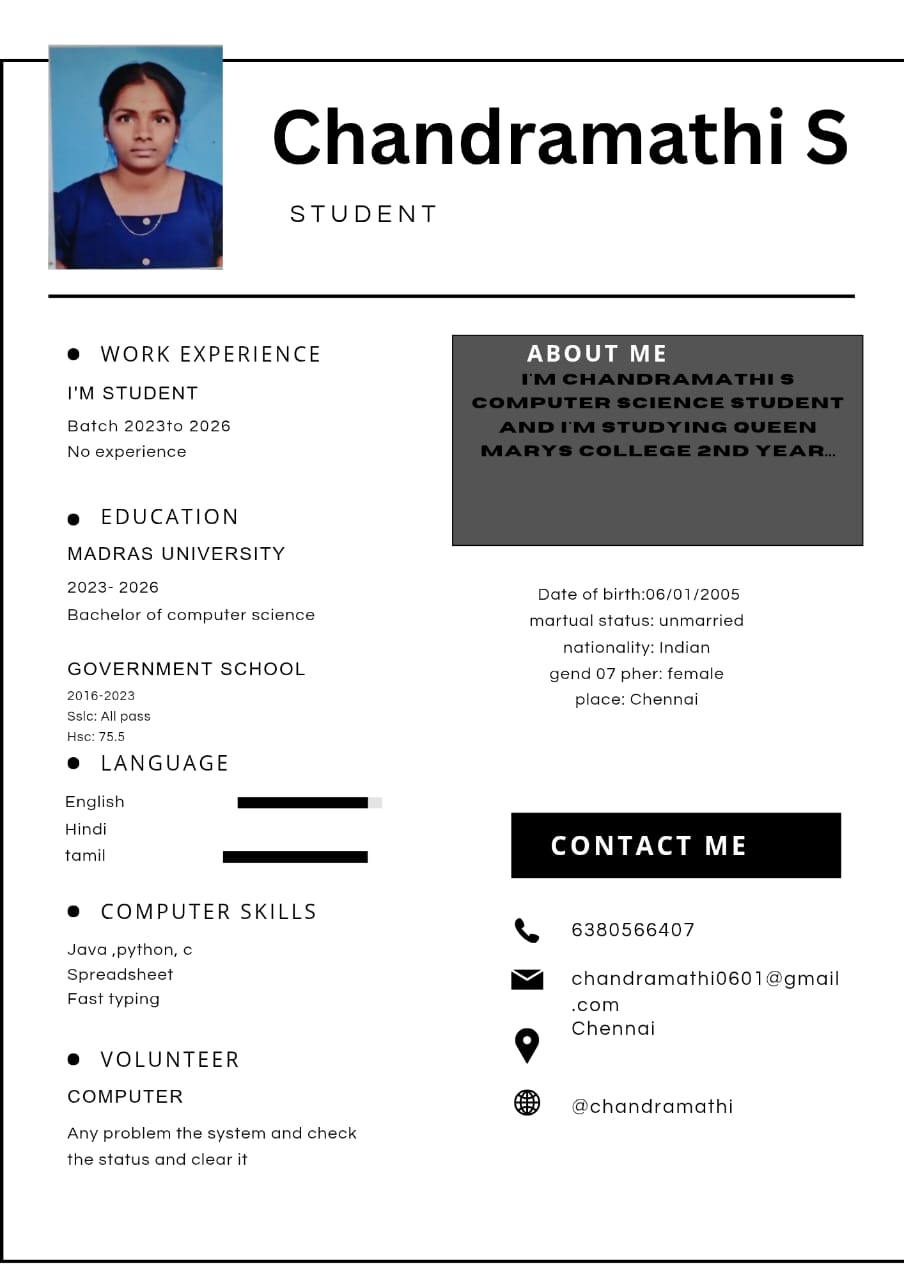 Chandramathi S
STUDENT
WORK EXPERIENCE
I'M STUDENT
Batch 2023to 2026
No experience
EDUCATION
MADRAS UNIVERSITY
2023- 2026
Bachelor of computer science
GOVERNMENT SCHOOL
2016-2023
Sslc: All pass
Hsc: 75.5
LANGUAGE
English
Hindi
tamil
COMPUTER SKILLS
Java ,python, c
Spreadsheet
Fast typing
VOLUNTEER
COMPUTER
Any problem the system and check
the status and clear it
ABOUT ME
I'M CHANDRAMATHI S
COMPUTER SCIENCE STUDENT
AND I'M STUDYING QUEEN
MARYS COLLEGE 2ND YEAR...
Date of birth:06/01/2005
martual status: unmarried
nationality: Indian
gend 07 pher: female
place: Chennai
CONTACT ME
6380566407
chandramathi0601@gmail
.com
Chennai
@chandramathi